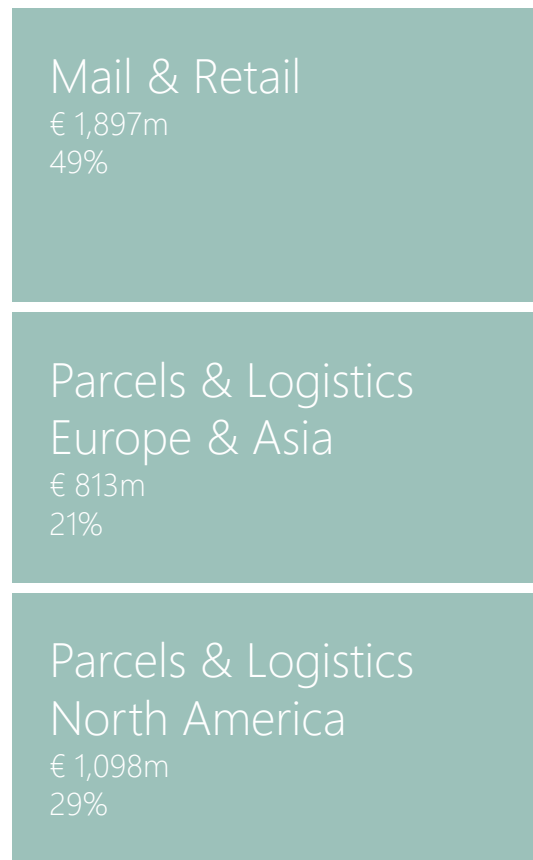 Mail & Retail
€ 1,897m
49%
Parcels & Logistics
Europe & Asia
€ 813m
21%
Parcels & Logistics
North America
€ 1,098m
29%